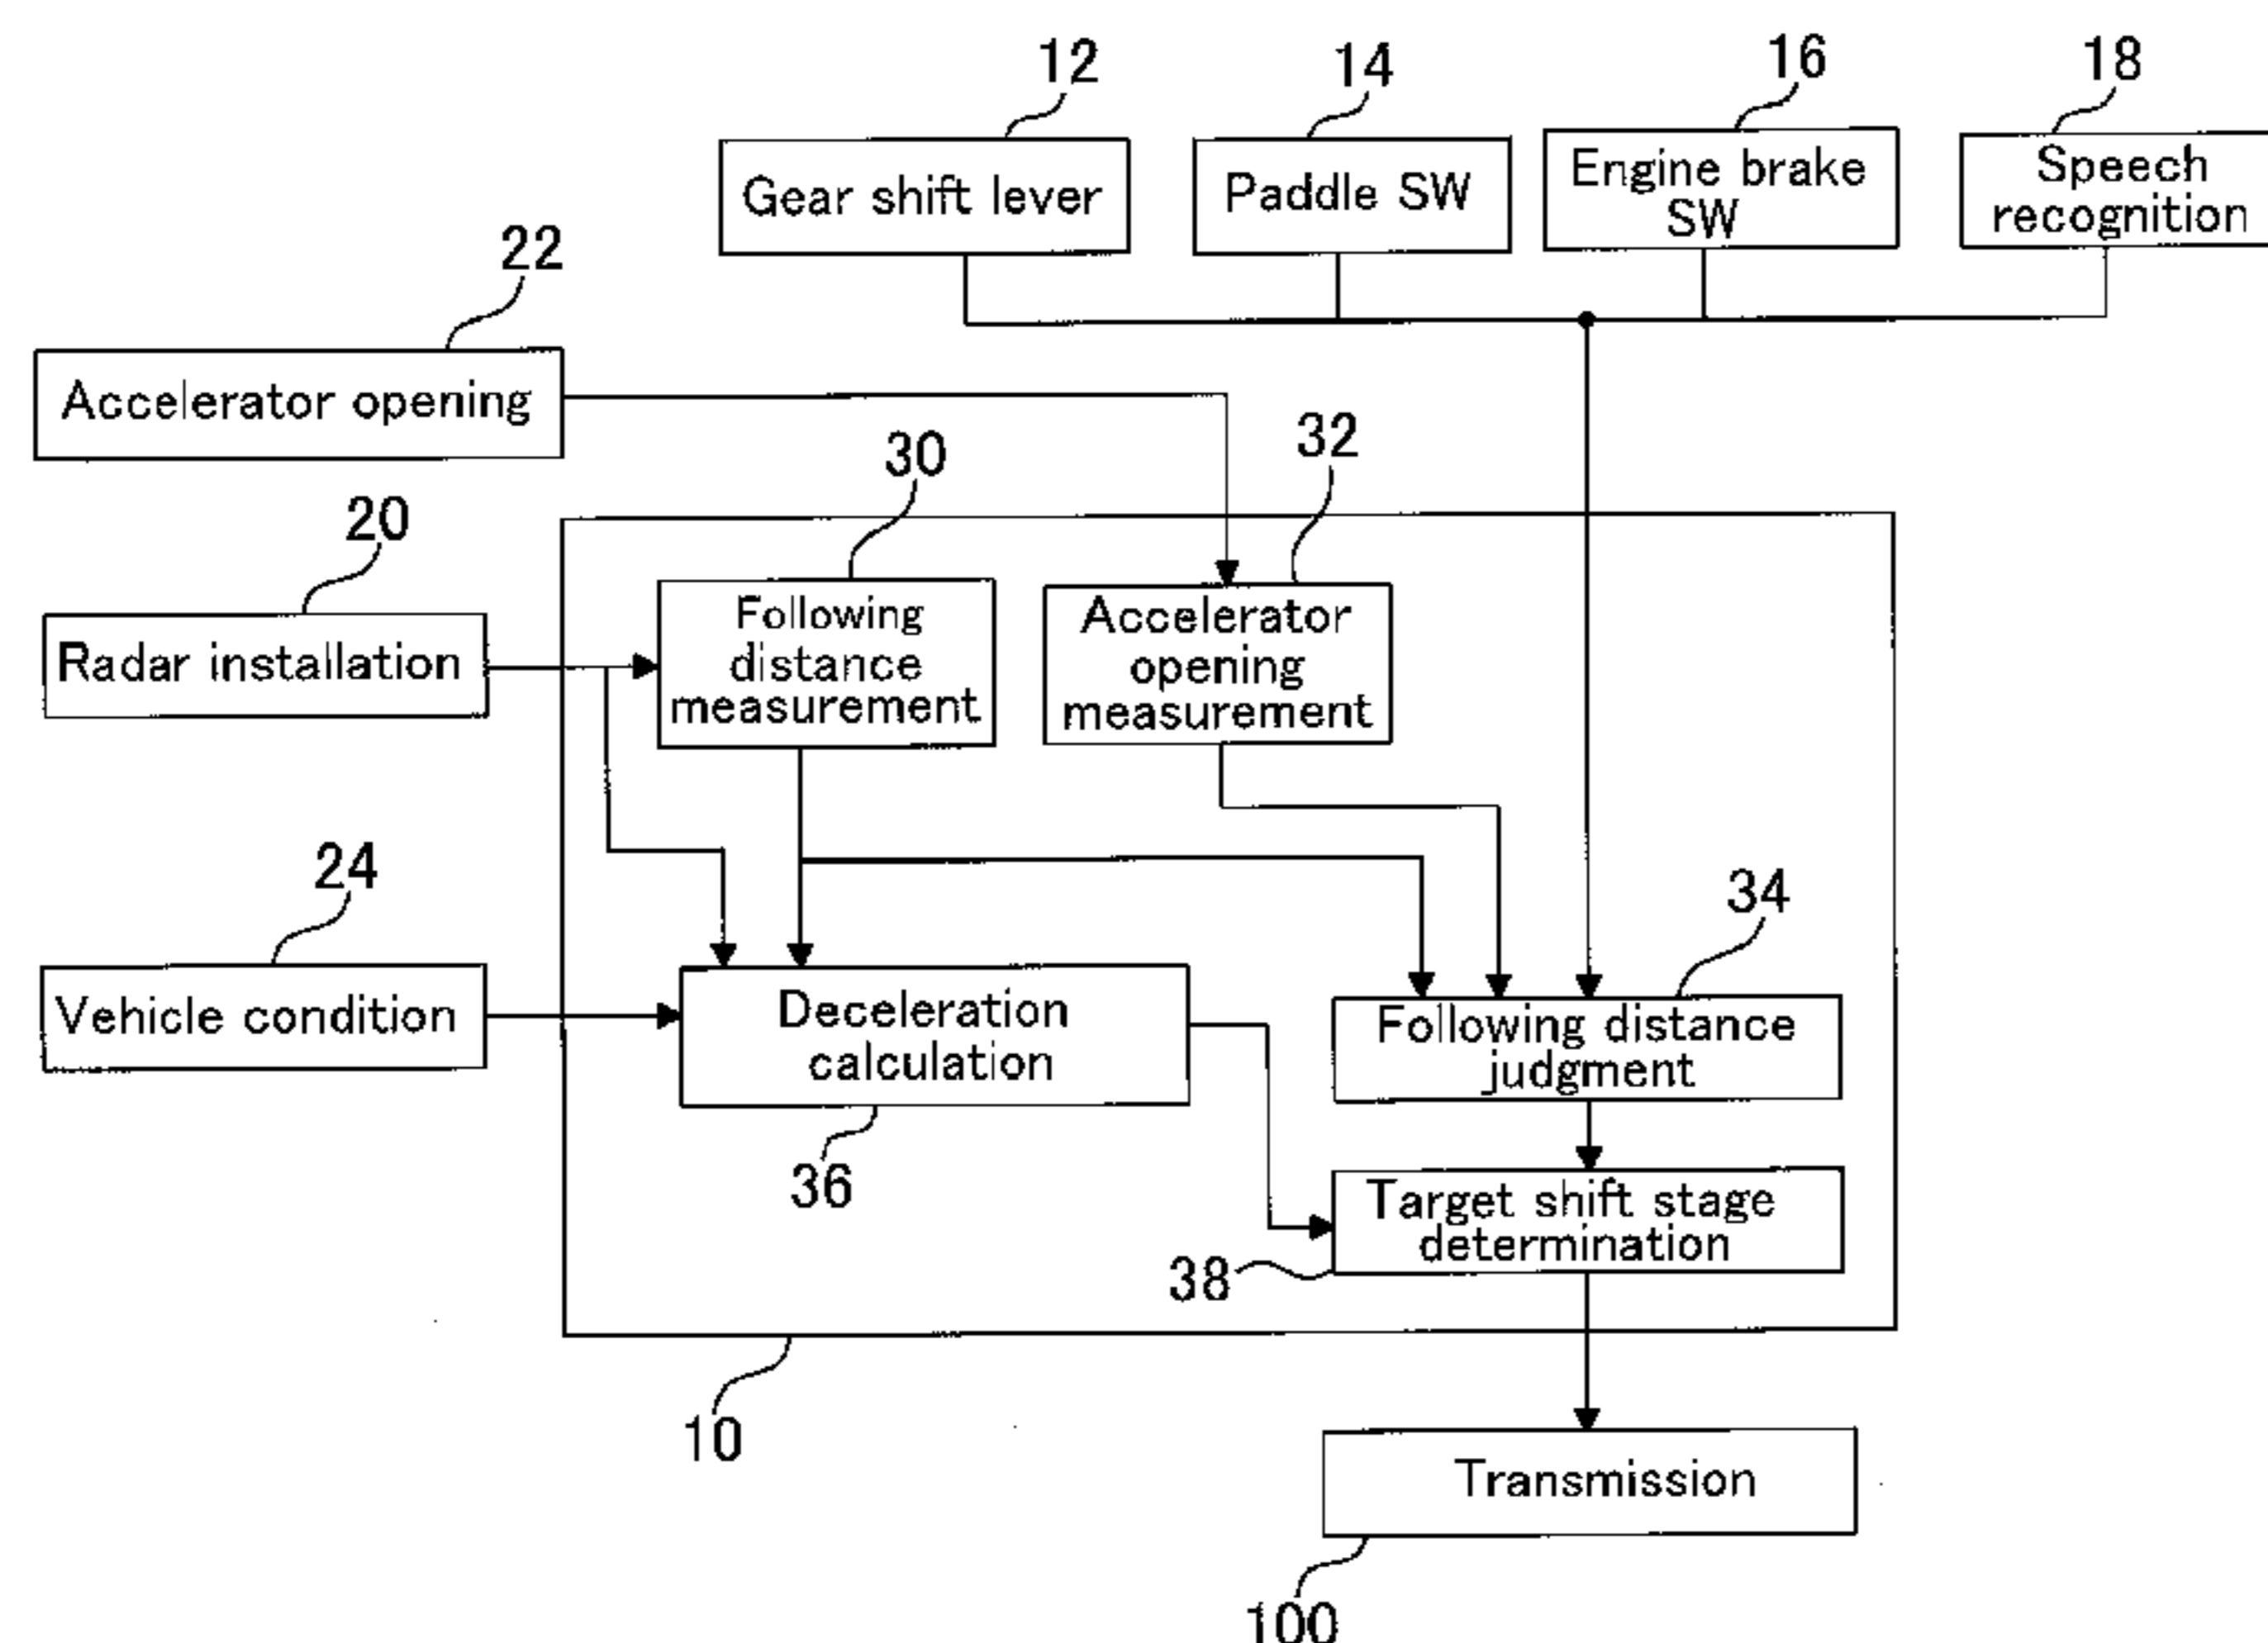 12
14
16
18
Gear shift lever
Paddle SW
Engine brake
SW
Speech
recognition
22
Accelerator opening
30
32
20
Radar installation
Following
distance
measurement
Accelerator
opening
measurement
24
34
Vehicle condition
Deceleration
calculation
Following distance
judgment
36
Target shift stage
determination
38
10
Transmission
100